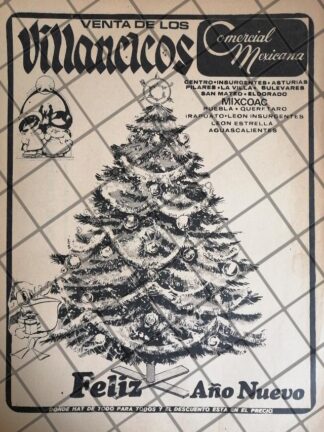 VENTA DE LOS
Villancicos
Comercial
Mexicana
CENTRO • INSURGENTES • ASTURIAS
PILARES • LA VILLA • BULEVARES
SAN MATEO • ELDORADO
MIXCOAC
PUEBLA • QUERETARO
IRAPUATO • LEON INSURGENTES
LEON ESTRELLA
AGUASCALIENTES
Feliz Año Nuevo
DONDE HAY DE TODO PARA TODOS Y EL DESCUENTO ESTA EN EL PRECIO